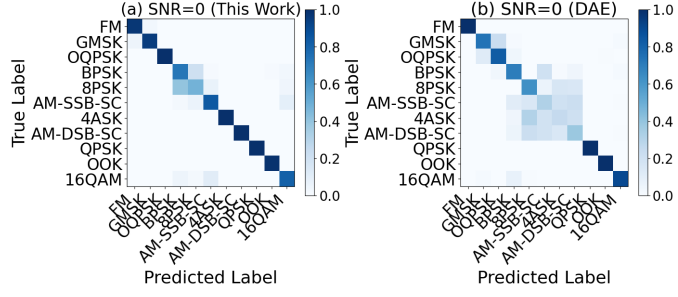 (a) SNR=0 (This Work)
True Label
FM
GMSK
OQPSK
BPSK
8PSK
AM-SSB-SC
4ASK
AM-DSB-SC
QPSK
OOK
16QAM
FM
GMSK
OQPSK
BPSK
8PSK
AM-SSB-SC
4ASK
AM-DSB-SC
QPSK
OOK
16QAM
Predicted Label
1.0
0.8
0.6
0.4
0.2
0.0
(b) SNR=0 (DAE)
True Label
FM
GMSK
OQPSK
BPSK
8PSK
AM-SSB-SC
4ASK
AM-DSB-SC
QPSK
OOK
16QAM
FM
GMSK
OQPSK
BPSK
8PSK
AM-SSB-SC
4ASK
AM-DSB-SC
QPSK
OOK
16QAM
Predicted Label
1.0
0.8
0.6
0.4
0.2
0.0